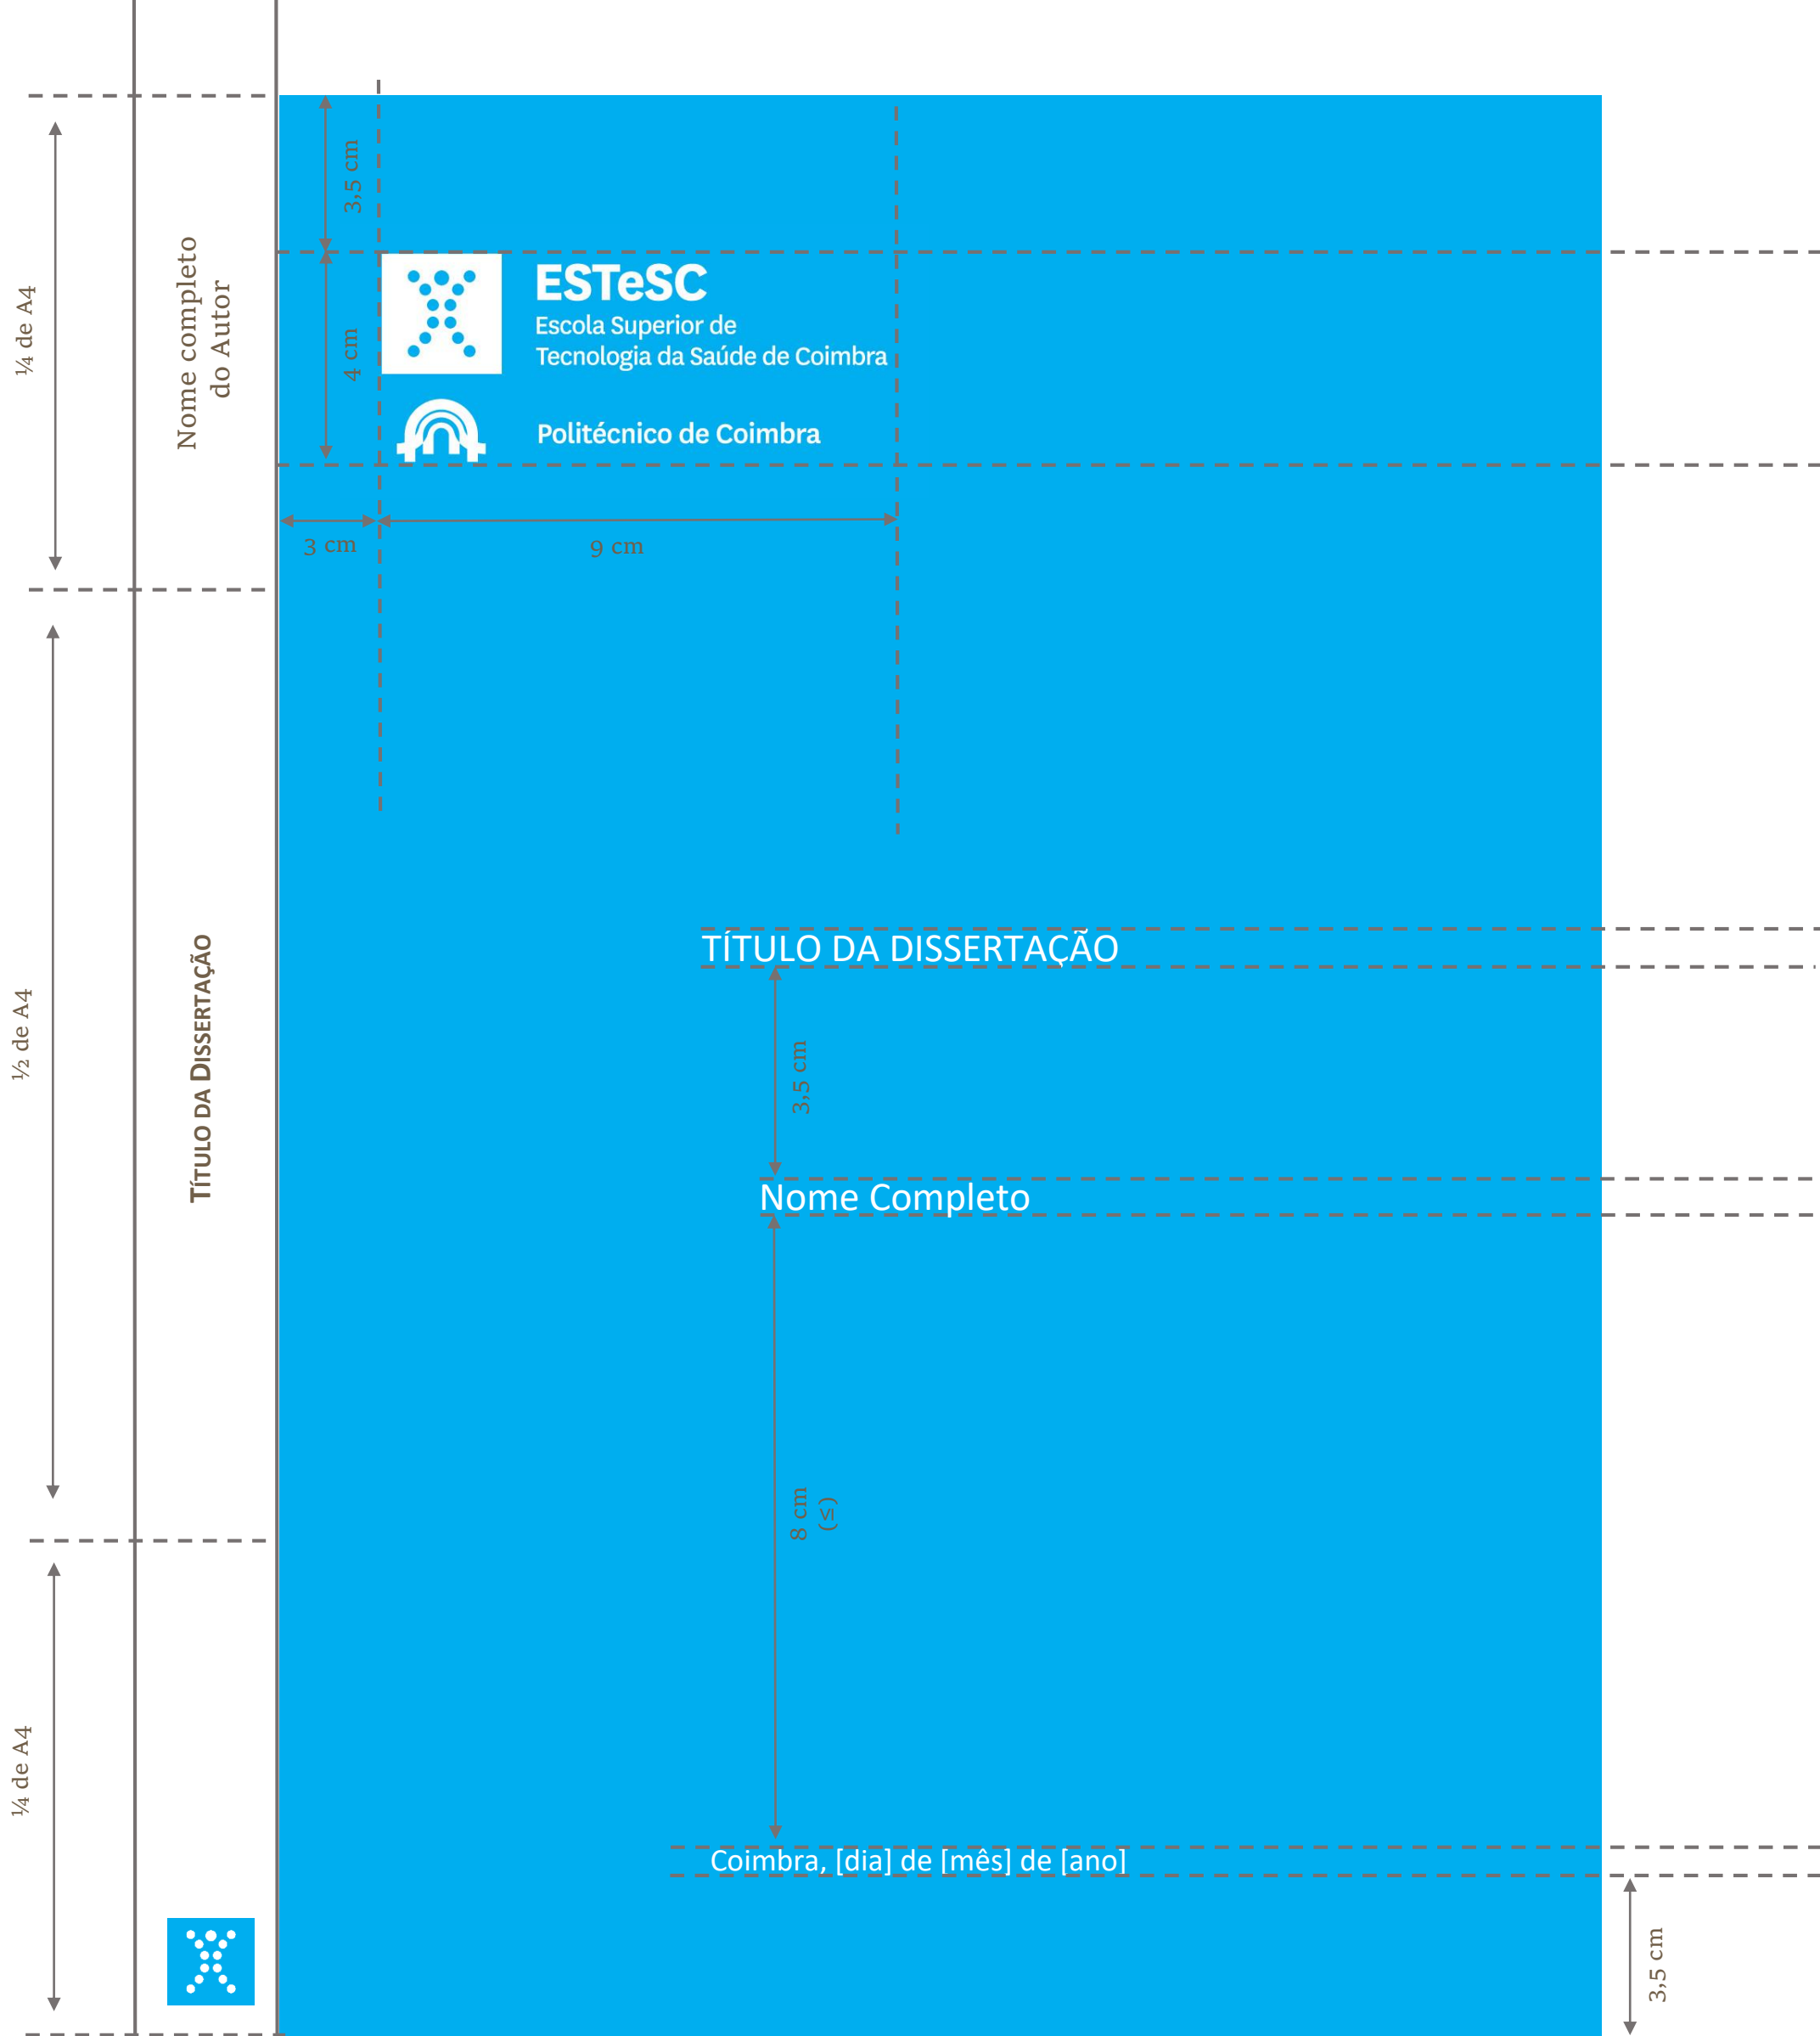 ¼ de A4
Nome completo
do Autor
3,5 cm
4 cm
ESTeSC
Escola Superior de
Tecnologia da Saúde de Coimbra
Politécnico de Coimbra
3 cm
9 cm
½ de A4
TÍTULO DA DISSERTAÇÃO
TÍTULO DA DISSERTAÇÃO
3,5 cm
Nome Completo
8 cm
(≤)
¼ de A4
Coimbra, [dia] de [mês] de [ano]
3,5 cm